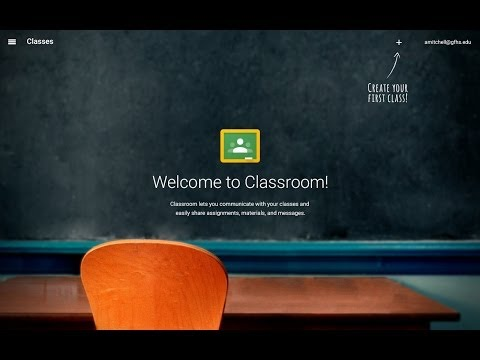 Classes
+
amitchell@gfhs.edu
CREATE YOUR
FIRST CLASS!
Welcome to Classroom!
Classroom lets you communicate with your classes and
easily share assignments, materials, and messages.